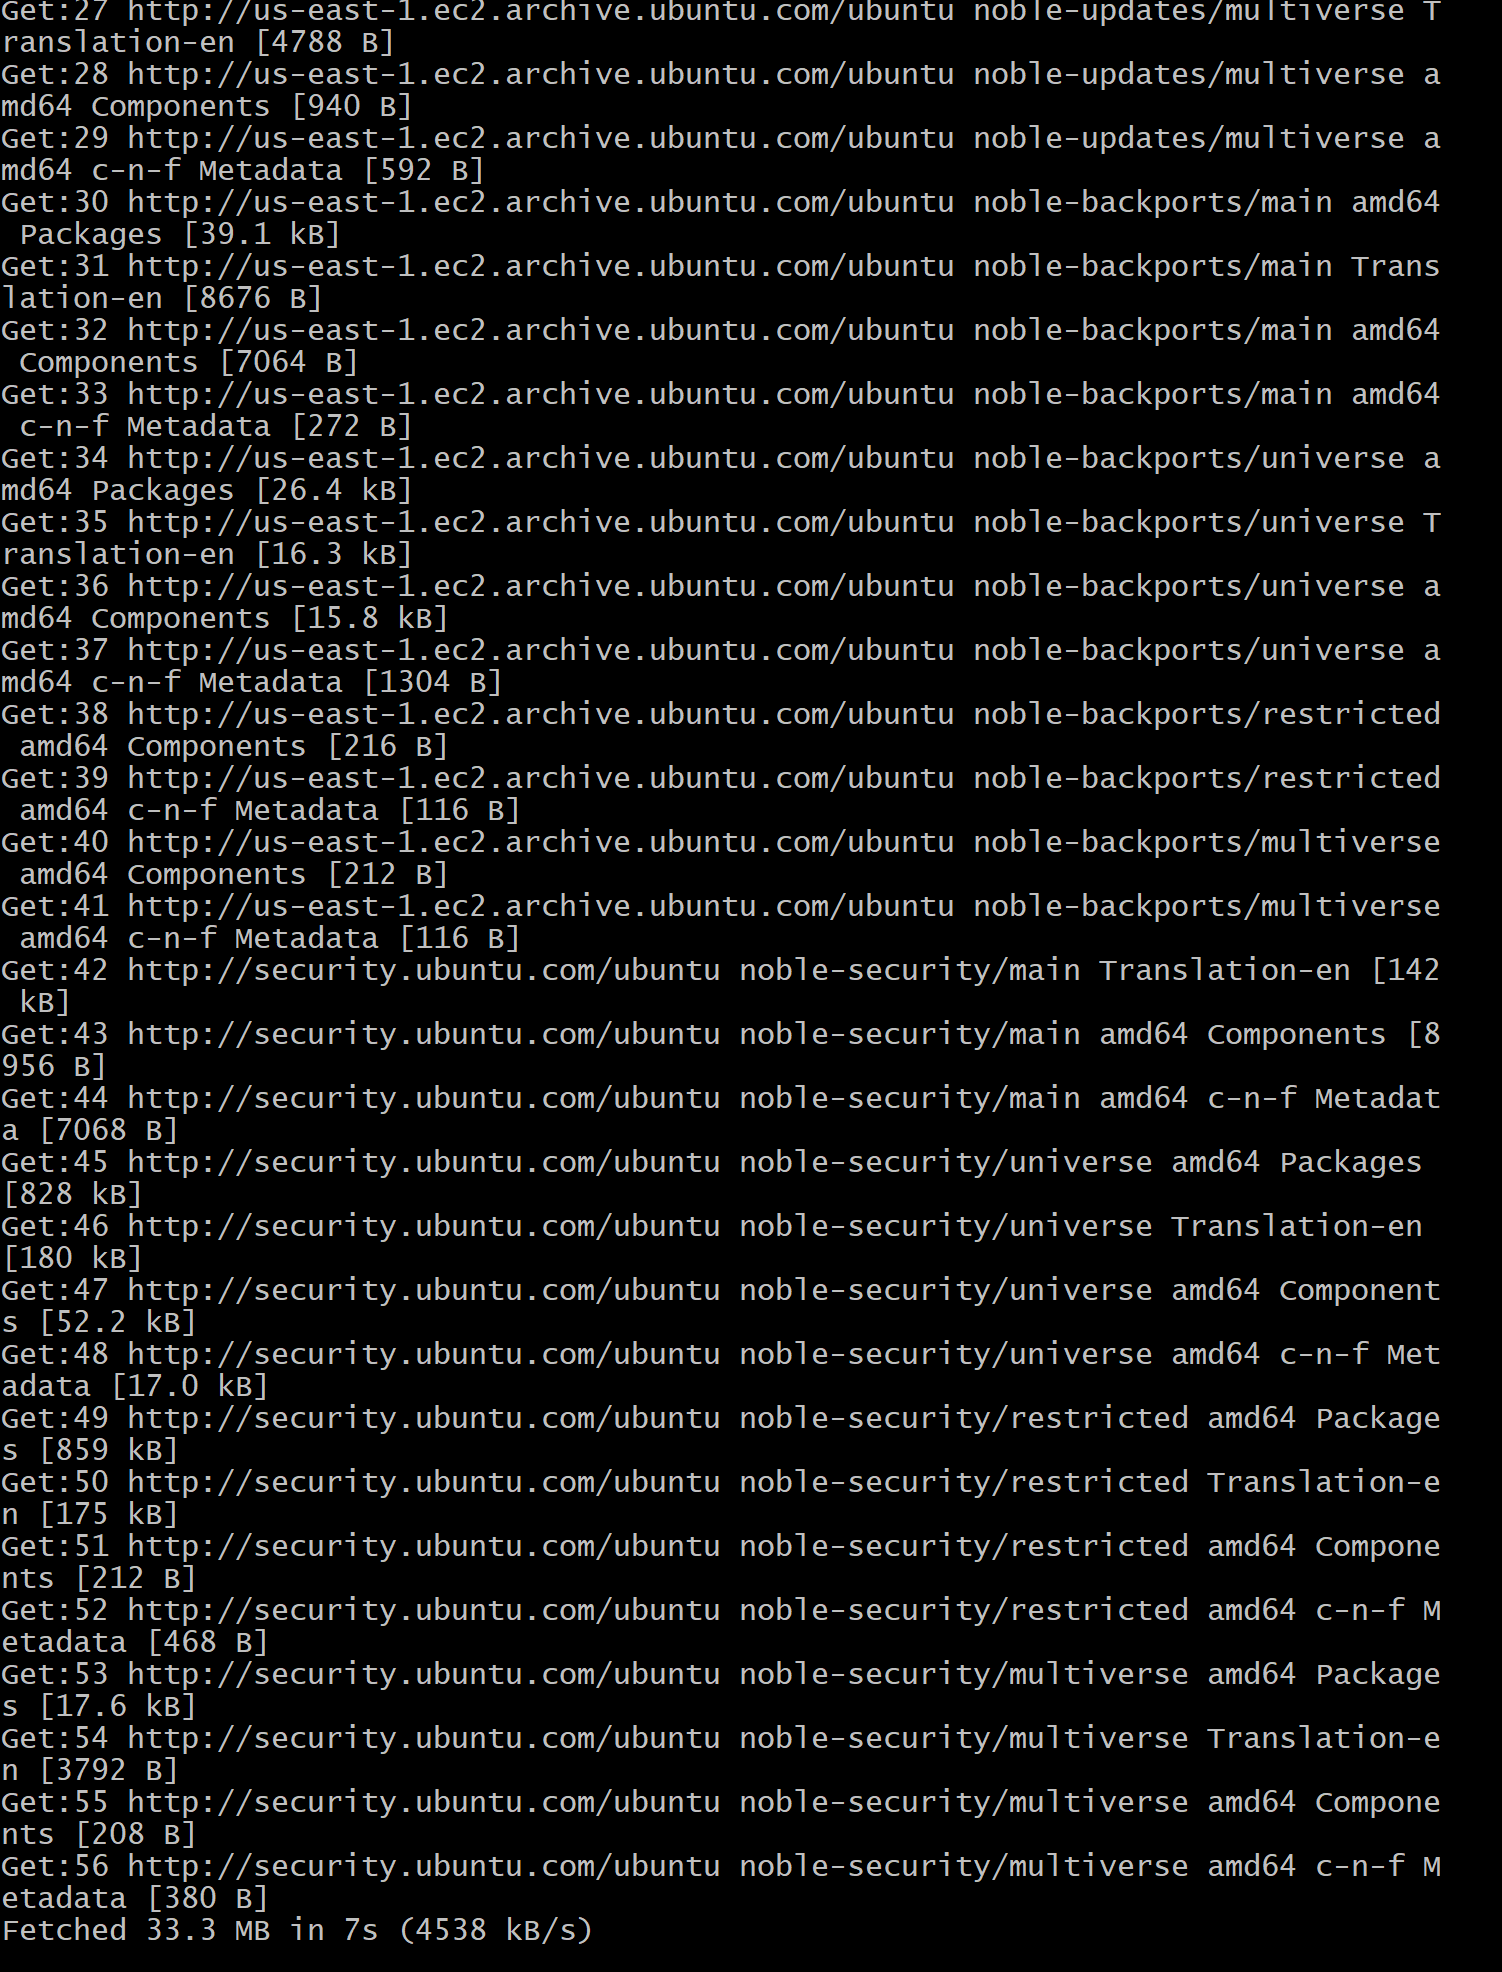 Get:27 http://us-east-1.ec2.archive.ubuntu.com/ubuntu noble-updates/multiverse T
ranslation-en [4788 B]
Get:28 http://us-east-1.ec2.archive.ubuntu.com/ubuntu noble-updates/multiverse a
md64 Components [940 B]
Get:29 http://us-east-1.ec2.archive.ubuntu.com/ubuntu noble-updates/multiverse a
md64 c-n-f Metadata [592 B]
Get:30 http://us-east-1.ec2.archive.ubuntu.com/ubuntu noble-backports/main amd64
 Packages [39.1 kB]
Get:31 http://us-east-1.ec2.archive.ubuntu.com/ubuntu noble-backports/main Trans
lation-en [8676 B]
Get:32 http://us-east-1.ec2.archive.ubuntu.com/ubuntu noble-backports/main amd64
 Components [7064 B]
Get:33 http://us-east-1.ec2.archive.ubuntu.com/ubuntu noble-backports/main amd64
 c-n-f Metadata [272 B]
Get:34 http://us-east-1.ec2.archive.ubuntu.com/ubuntu noble-backports/universe a
md64 Packages [26.4 kB]
Get:35 http://us-east-1.ec2.archive.ubuntu.com/ubuntu noble-backports/universe T
ranslation-en [16.3 kB]
Get:36 http://us-east-1.ec2.archive.ubuntu.com/ubuntu noble-backports/universe a
md64 Components [15.8 kB]
Get:37 http://us-east-1.ec2.archive.ubuntu.com/ubuntu noble-backports/universe a
md64 c-n-f Metadata [1304 B]
Get:38 http://us-east-1.ec2.archive.ubuntu.com/ubuntu noble-backports/restricted
 amd64 Components [216 B]
Get:39 http://us-east-1.ec2.archive.ubuntu.com/ubuntu noble-backports/restricted
 amd64 c-n-f Metadata [116 B]
Get:40 http://us-east-1.ec2.archive.ubuntu.com/ubuntu noble-backports/multiverse
 amd64 Components [212 B]
Get:41 http://us-east-1.ec2.archive.ubuntu.com/ubuntu noble-backports/multiverse
 amd64 c-n-f Metadata [116 B]
Get:42 http://security.ubuntu.com/ubuntu noble-security/main Translation-en [142
 kB]
Get:43 http://security.ubuntu.com/ubuntu noble-security/main amd64 Components [8
956 B]
Get:44 http://security.ubuntu.com/ubuntu noble-security/main amd64 c-n-f Metadat
a [7068 B]
Get:45 http://security.ubuntu.com/ubuntu noble-security/universe amd64 Packages
[828 kB]
Get:46 http://security.ubuntu.com/ubuntu noble-security/universe Translation-en
[180 kB]
Get:47 http://security.ubuntu.com/ubuntu noble-security/universe amd64 Component
s [52.2 kB]
Get:48 http://security.ubuntu.com/ubuntu noble-security/universe amd64 c-n-f Met
adata [17.0 kB]
Get:49 http://security.ubuntu.com/ubuntu noble-security/restricted amd64 Package
s [859 kB]
Get:50 http://security.ubuntu.com/ubuntu noble-security/restricted Translation-e
n [175 kB]
Get:51 http://security.ubuntu.com/ubuntu noble-security/restricted amd64 Compone
nts [212 B]
Get:52 http://security.ubuntu.com/ubuntu noble-security/restricted amd64 c-n-f M
etadata [468 B]
Get:53 http://security.ubuntu.com/ubuntu noble-security/multiverse amd64 Package
s [17.6 kB]
Get:54 http://security.ubuntu.com/ubuntu noble-security/multiverse Translation-e
n [3792 B]
Get:55 http://security.ubuntu.com/ubuntu noble-security/multiverse amd64 Compone
nts [208 B]
Get:56 http://security.ubuntu.com/ubuntu noble-security/multiverse amd64 c-n-f M
etadata [380 B]
Fetched 33.3 MB in 7s (4538 kB/s)